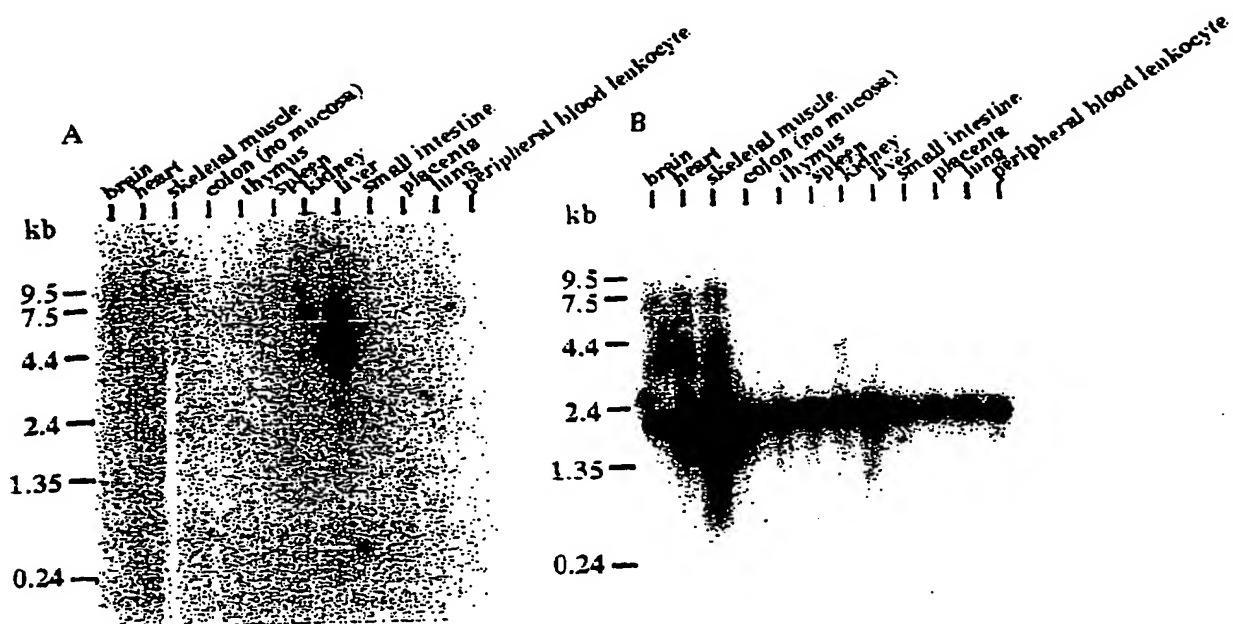 A
brain
heart
skeletal muscle
colon (no mucosa)
thymus
spleen
kidney
liver
small intestine
placenta
lung
peripheral blood leukocyte
kb
9.5
7.5
4.4
2.4
1.35
0.24
B
brain
heart
skeletal muscle
colon (no mucosa)
thymus
spleen
kidney
liver
small intestine
placenta
lung
peripheral blood leukocyte
kb
9.5
7.5
4.4
2.4
1.35
0.24